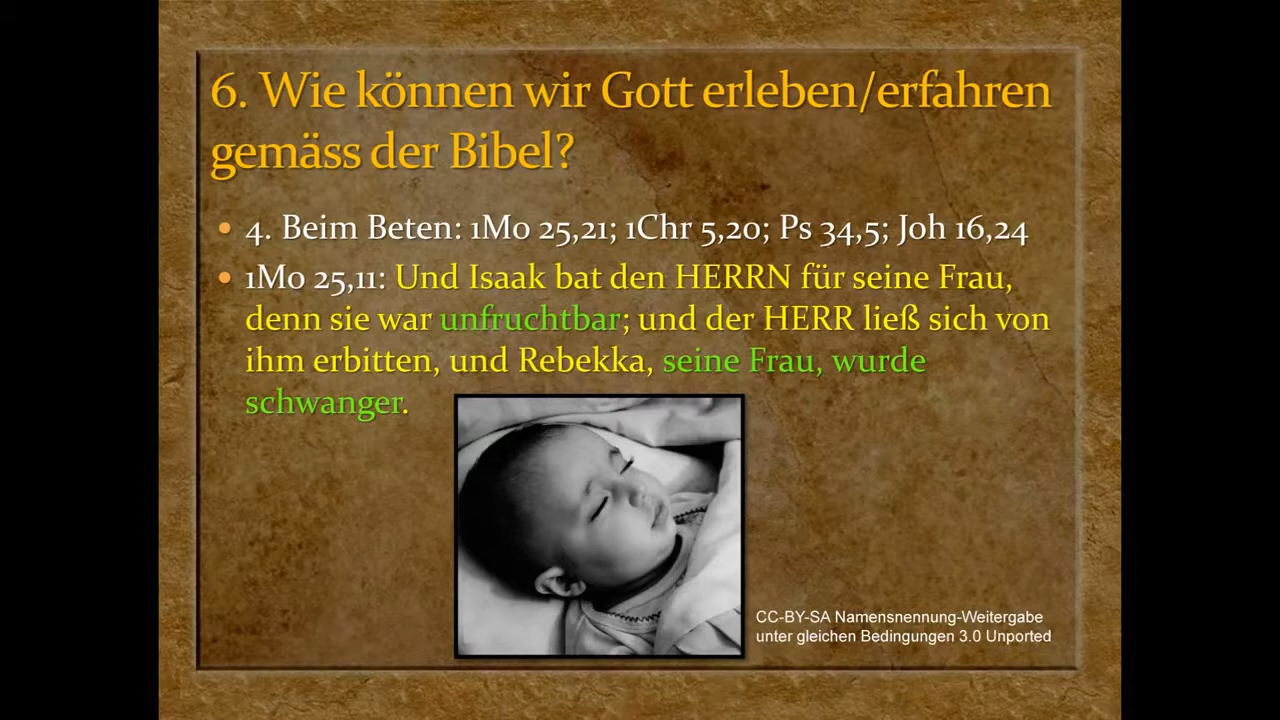 6. Wie können wir Gott erleben/erfahren
gemäss der Bibel?
• 4. Beim Beten: 1Mo 25,21; 1Chr 5,20; Ps 34,5; Joh 16,24
• 1Mo 25,11: Und Isaak bat den HERRN für seine Frau,
denn sie war unfruchtbar; und der HERR ließ sich von
ihm erbitten, und Rebekka, seine Frau, wurde
schwanger.
CC-BY-SA Namensnennung-Weitergabe
unter gleichen Bedingungen 3.0 Unported